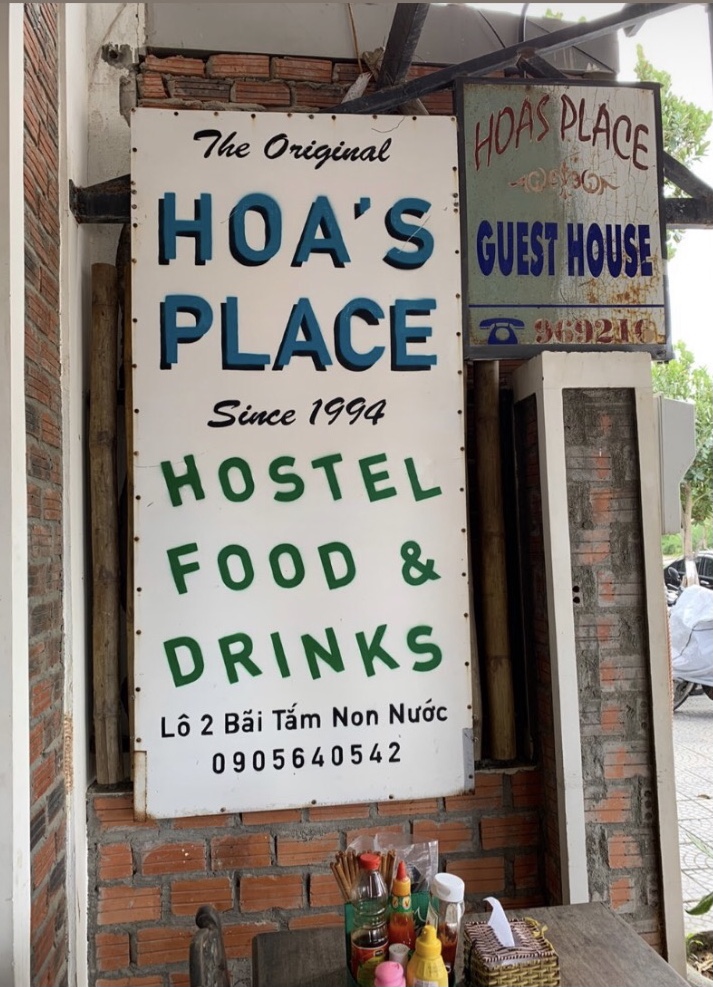 The Original
HOA'S
PLACE
Since 1994
HOSTEL
FOOD &
DRINKS
Lô 2 Bãi Tắm Non Nước
0905640542
HOAS PLACE
GUEST HOUSE